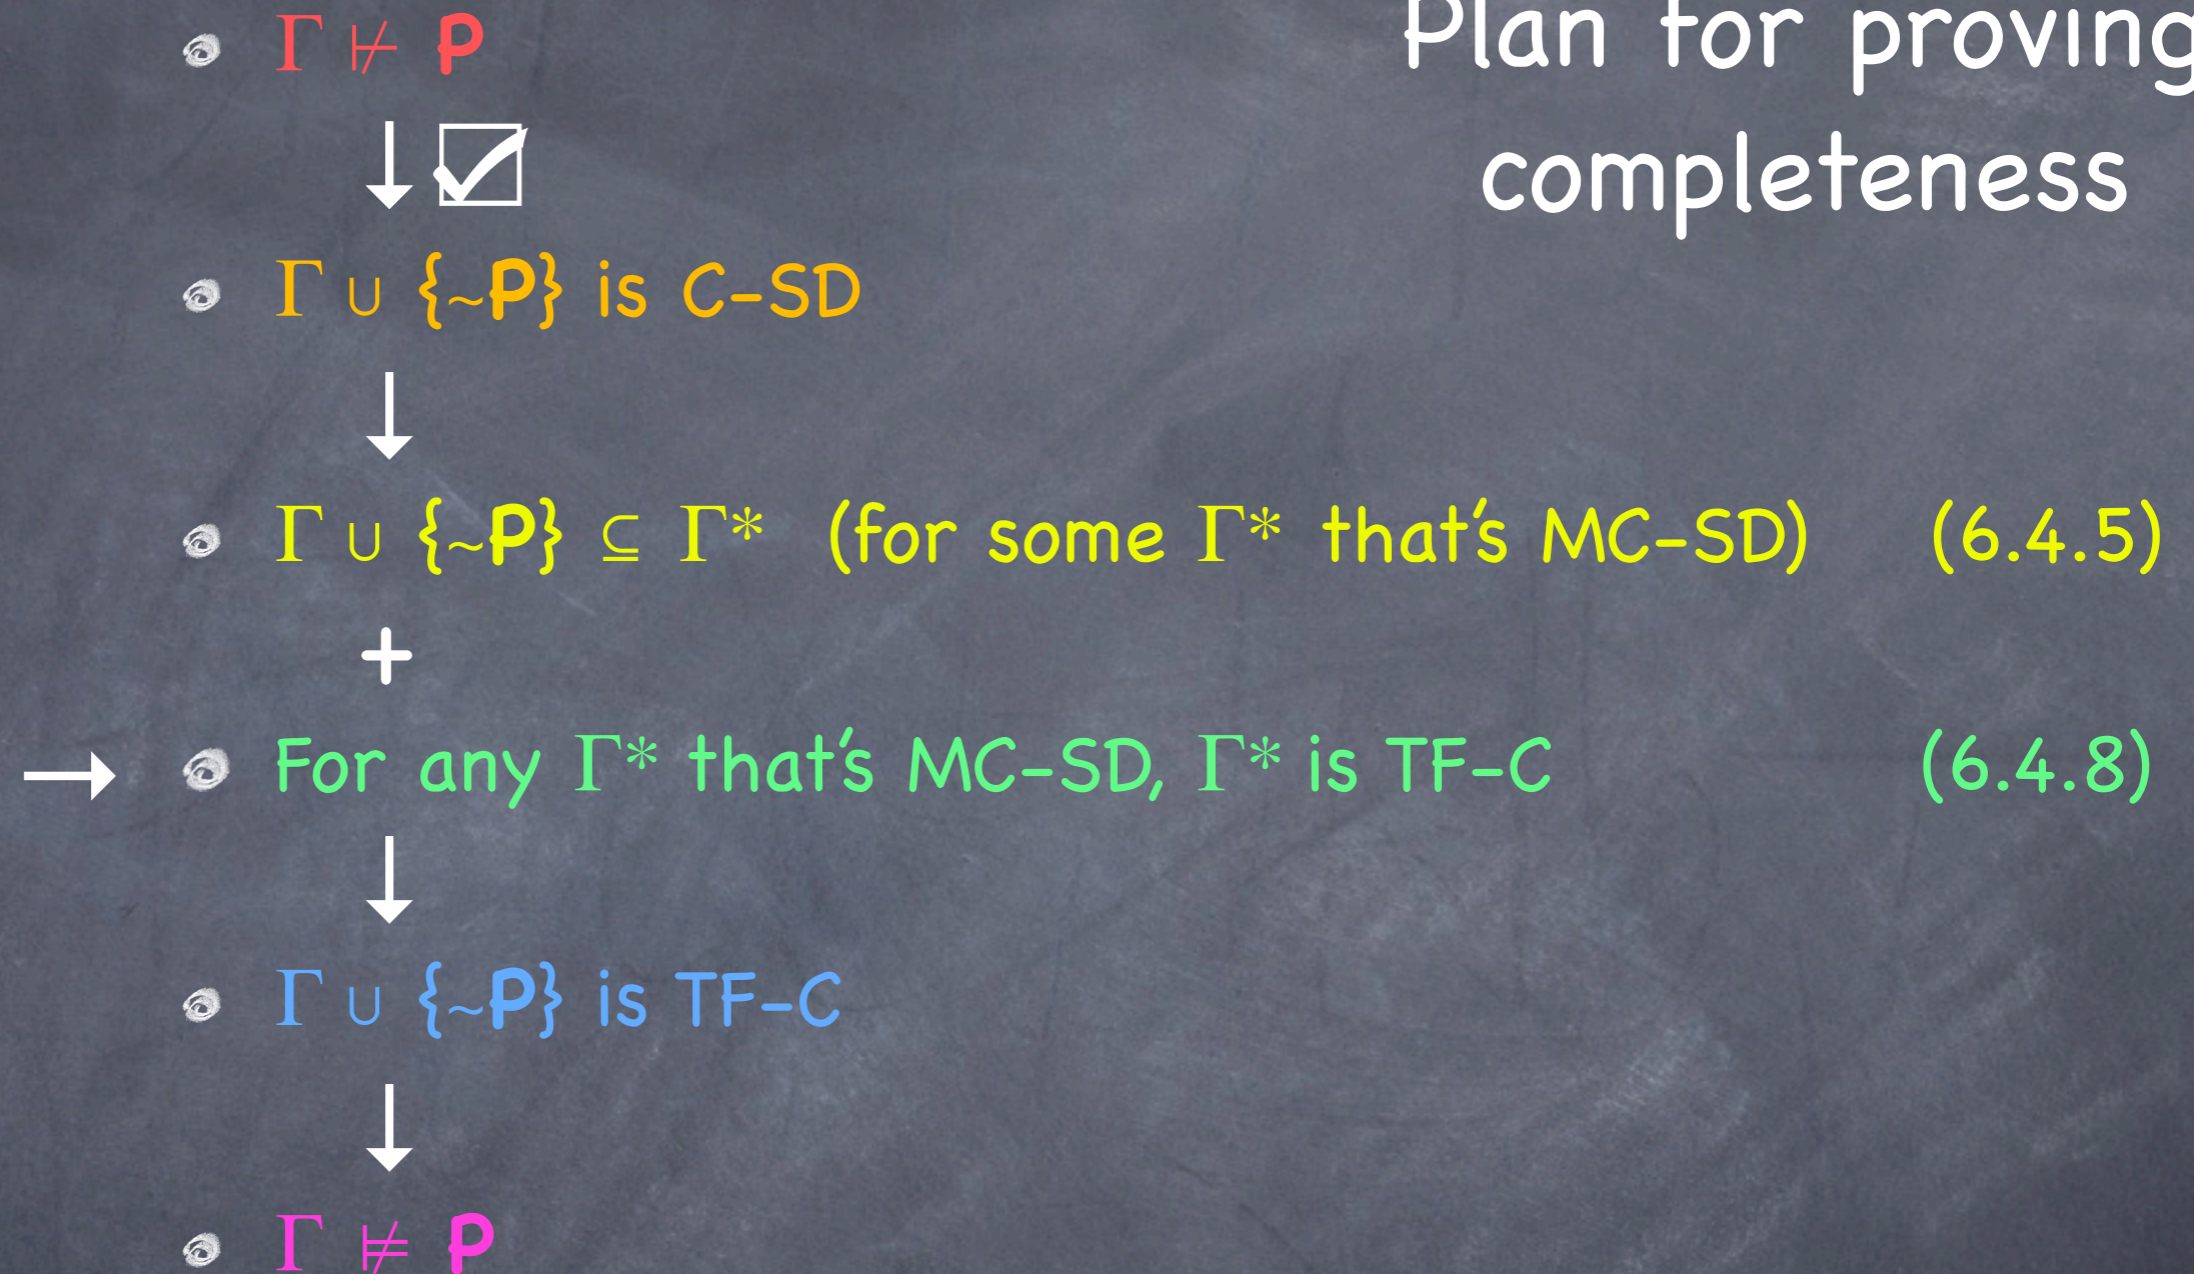 Plan for proving
completeness
Γ ⊬ P
↓ ☑
Γ ∪ {~P} is C-SD
↓
Γ ∪ {~P} ⊆ Γ* (for some Γ* that's MC-SD) (6.4.5)
+
→ For any Γ* that's MC-SD, Γ* is TF-C (6.4.8)
↓
Γ ∪ {~P} is TF-C
↓
Γ ⊭ P